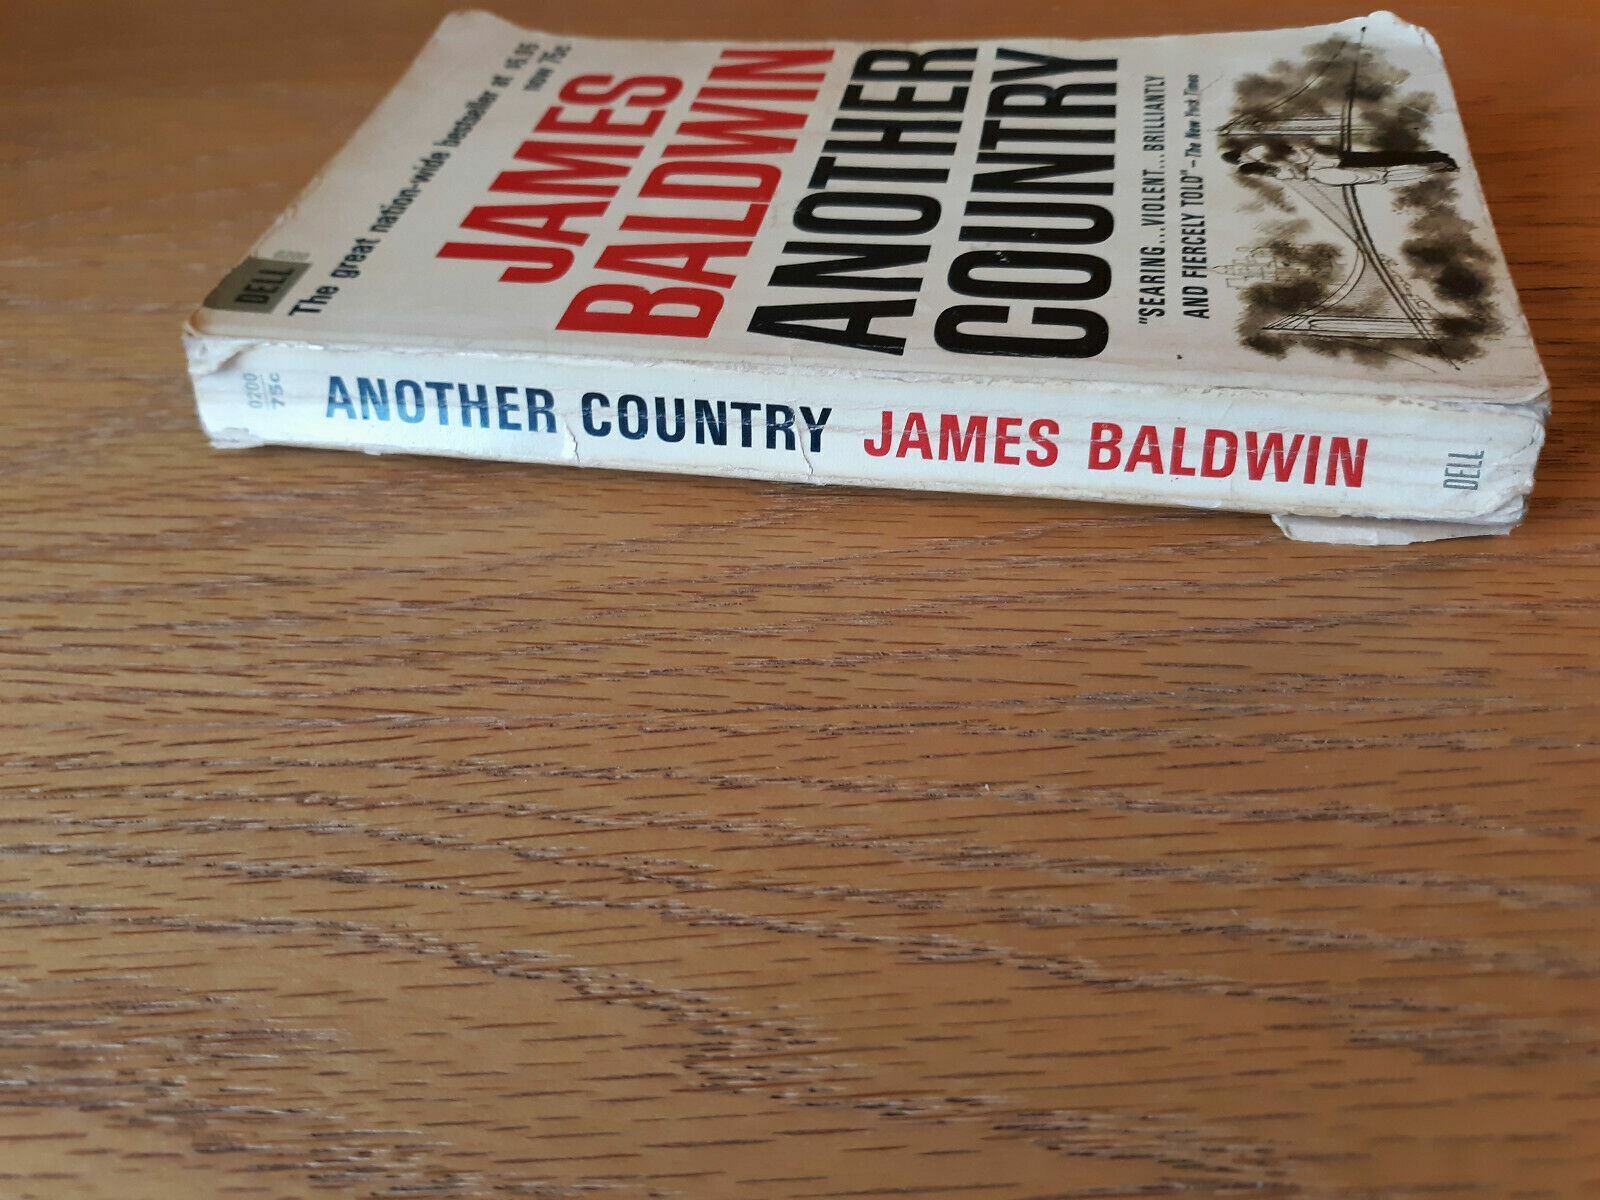 DELL
The great nation-wide bestseller at $5.95
now 75c.
JAMES
BALDWIN
ANOTHER
COUNTRY
"SEARING...VIOLENT...BRILLIANTLY
AND FIERCELY TOLD"—The New York Times
0200
75c
ANOTHER COUNTRY JAMES BALDWIN
DELL